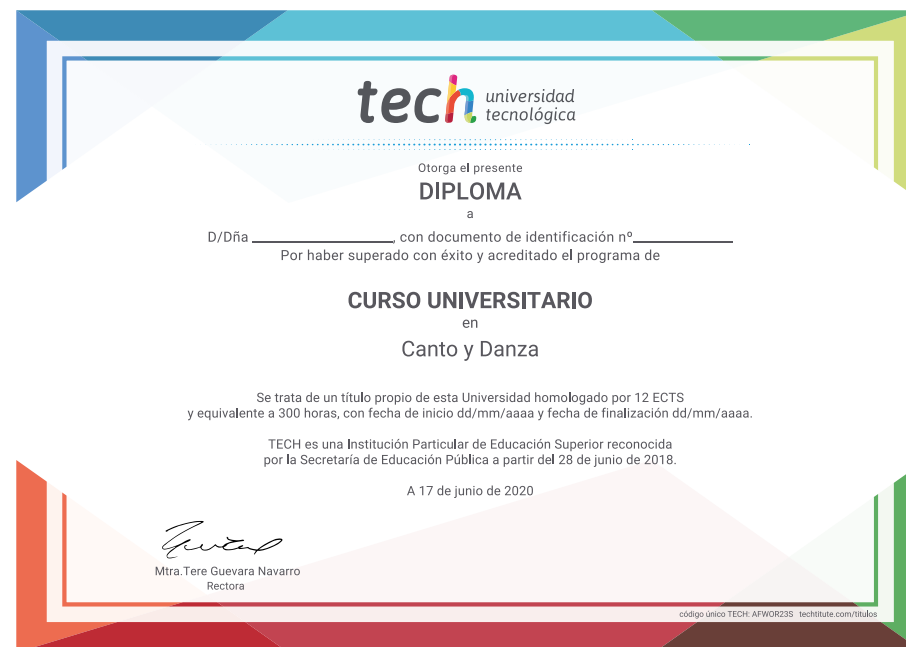 tech universidad
tecnológica
Otorga el presente
DIPLOMA
a
D/Dña ____________________, con documento de identificación nº______________
Por haber superado con éxito y acreditado el programa de
CURSO UNIVERSITARIO
en
Canto y Danza
Se trata de un título propio de esta Universidad homologado por 12 ECTS
y equivalente a 300 horas, con fecha de inicio dd/mm/aaaa y fecha de finalización dd/mm/aaaa.
TECH es una Institución Particular de Educación Superior reconocida
por la Secretaría de Educación Pública a partir del 28 de junio de 2018.
A 17 de junio de 2020
Mtra.Tere Guevara Navarro
Rectora
código único TECH: AFWOR23S techtitute.com/titulos